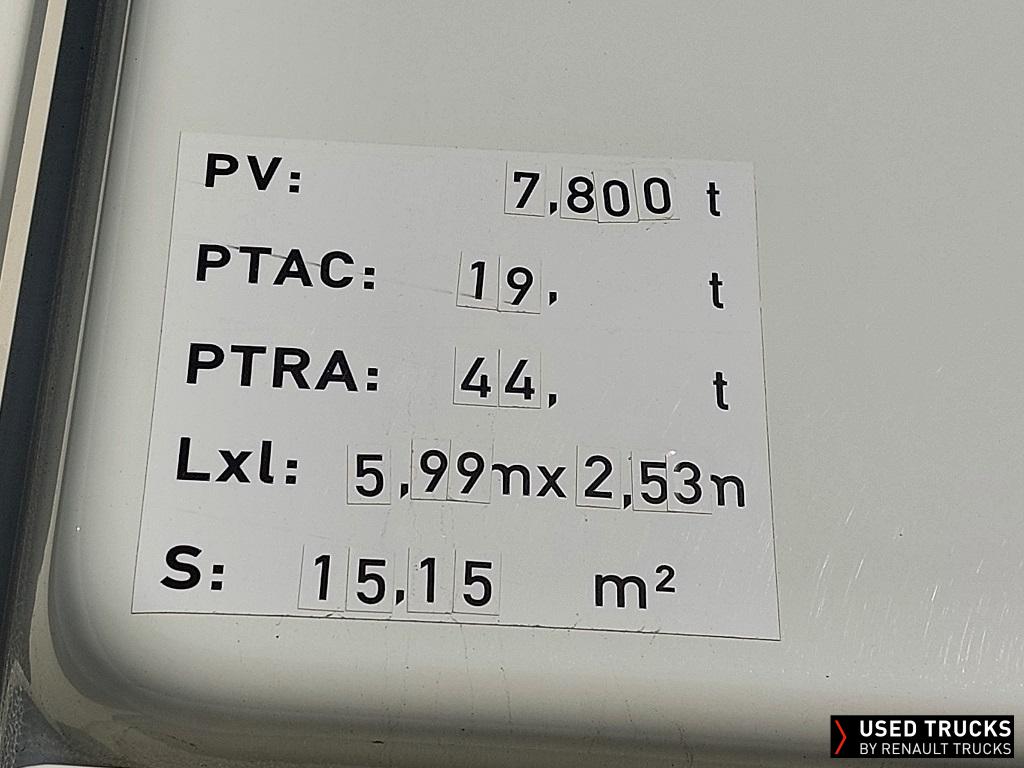 PV: 7,800 t
PTAC: 19, t
PTRA: 44, t
Lxl: 5,99mx2,53m
S: 15,15 m²
USED TRUCKS
BY RENAULT TRUCKS